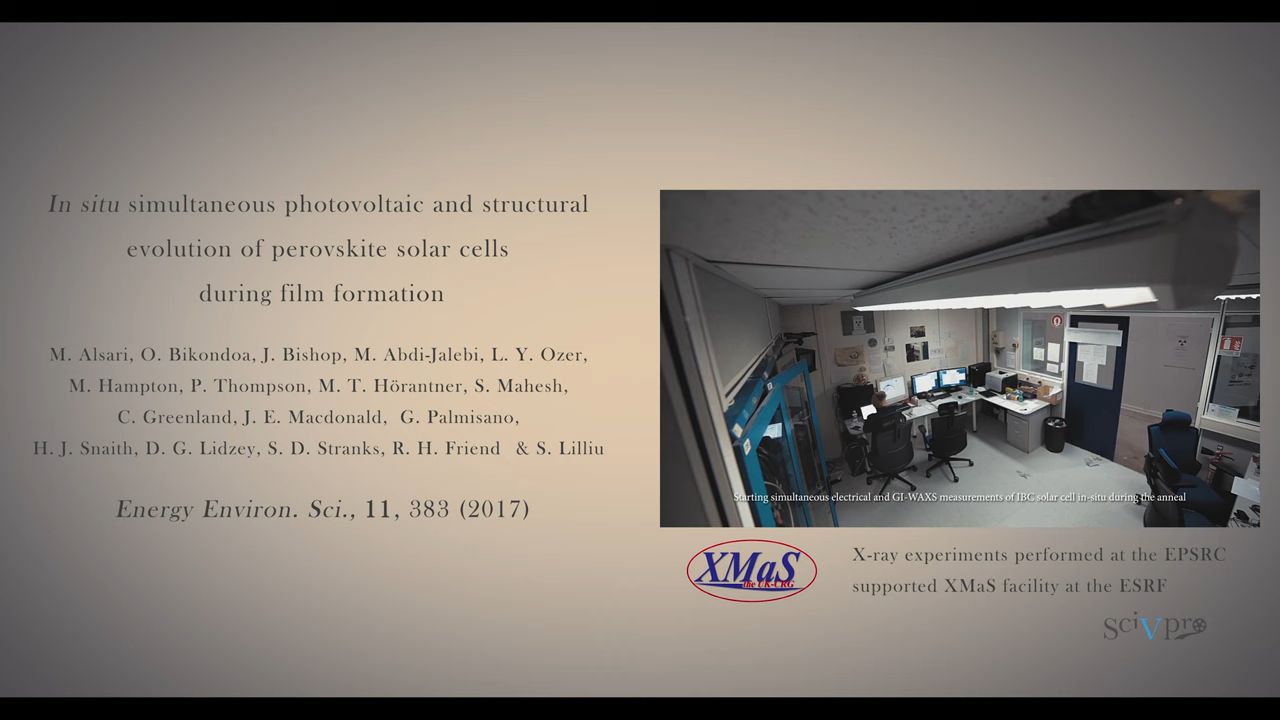 In situ simultaneous photovoltaic and structural
evolution of perovskite solar cells
during film formation
M. Alsari, O. Bikondoa, J. Bishop, M. Abdi-Jalebi, L. Y. Ozer,
M. Hampton, P. Thompson, M. T. Hörantner, S. Mahesh,
C. Greenland, J. E. Macdonald, G. Palmisano,
H. J. Snaith, D. G. Lidzey, S. D. Stranks, R. H. Friend & S. Lilliu
Energy Environ. Sci., 11, 383 (2017)
Starting simultaneous electrical and GI-WAXS measurements of IBC solar cell in-situ during the anneal
XMaS
the UK-CRG
X-ray experiments performed at the EPSRC
supported XMaS facility at the ESRF
sciVpro